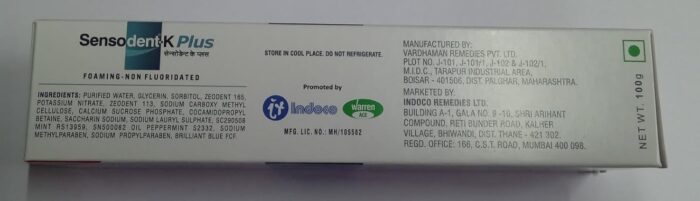 Sensodent-K Plus
सेन्सोडेन्ट के प्लस
FOAMING-NON FLUORIDATED
INGREDIENTS: PURIFIED WATER, GLYCERIN, SORBITOL, ZEODENT 165,
POTASSIUM NITRATE, ZEODENT 113, SODIUM CARBOXY METHYL
CELLULOSE, CALCIUM SUCROSE PHOSPHATE, COCAMIDOPROPYL
BETAINE, SACCHARIN SODIUM, SODIUM LAURYL SULPHATE, SC290508
MINT RS13959, SN500082 OIL PEPPERMINT 52332, SODIUM
METHYLPARABEN, SODIUM PROPYLPARABEN, BRILLIANT BLUE FCF.
STORE IN COOL PLACE. DO NOT REFRIGERATE.
Promoted by
indoco
warren
MFG. LIC. NO.: MH/105582
MANUFACTURED BY:
VARDHAMAN REMEDIES PVT. LTD.
PLOT NO. J-101, J-101/1, J-102 & J-102/1,
M.I.D.C., TARAPUR INDUSTRIAL AREA,
BOISAR - 401506, DIST. PALGHAR, MAHARASHTRA.
MARKETED BY:
INDOCO REMEDIES LTD.
BUILDING A-1, GALA NO. 9 -16, SHRI ARIHANT
COMPOUND, RETI BUNDER ROAD, KALHER
VILLAGE, BHIWANDI, DIST. THANE - 421 302.
REGD. OFFICE: 166, C.S.T. ROAD, MUMBAI 400 098.
NET WT. 100g